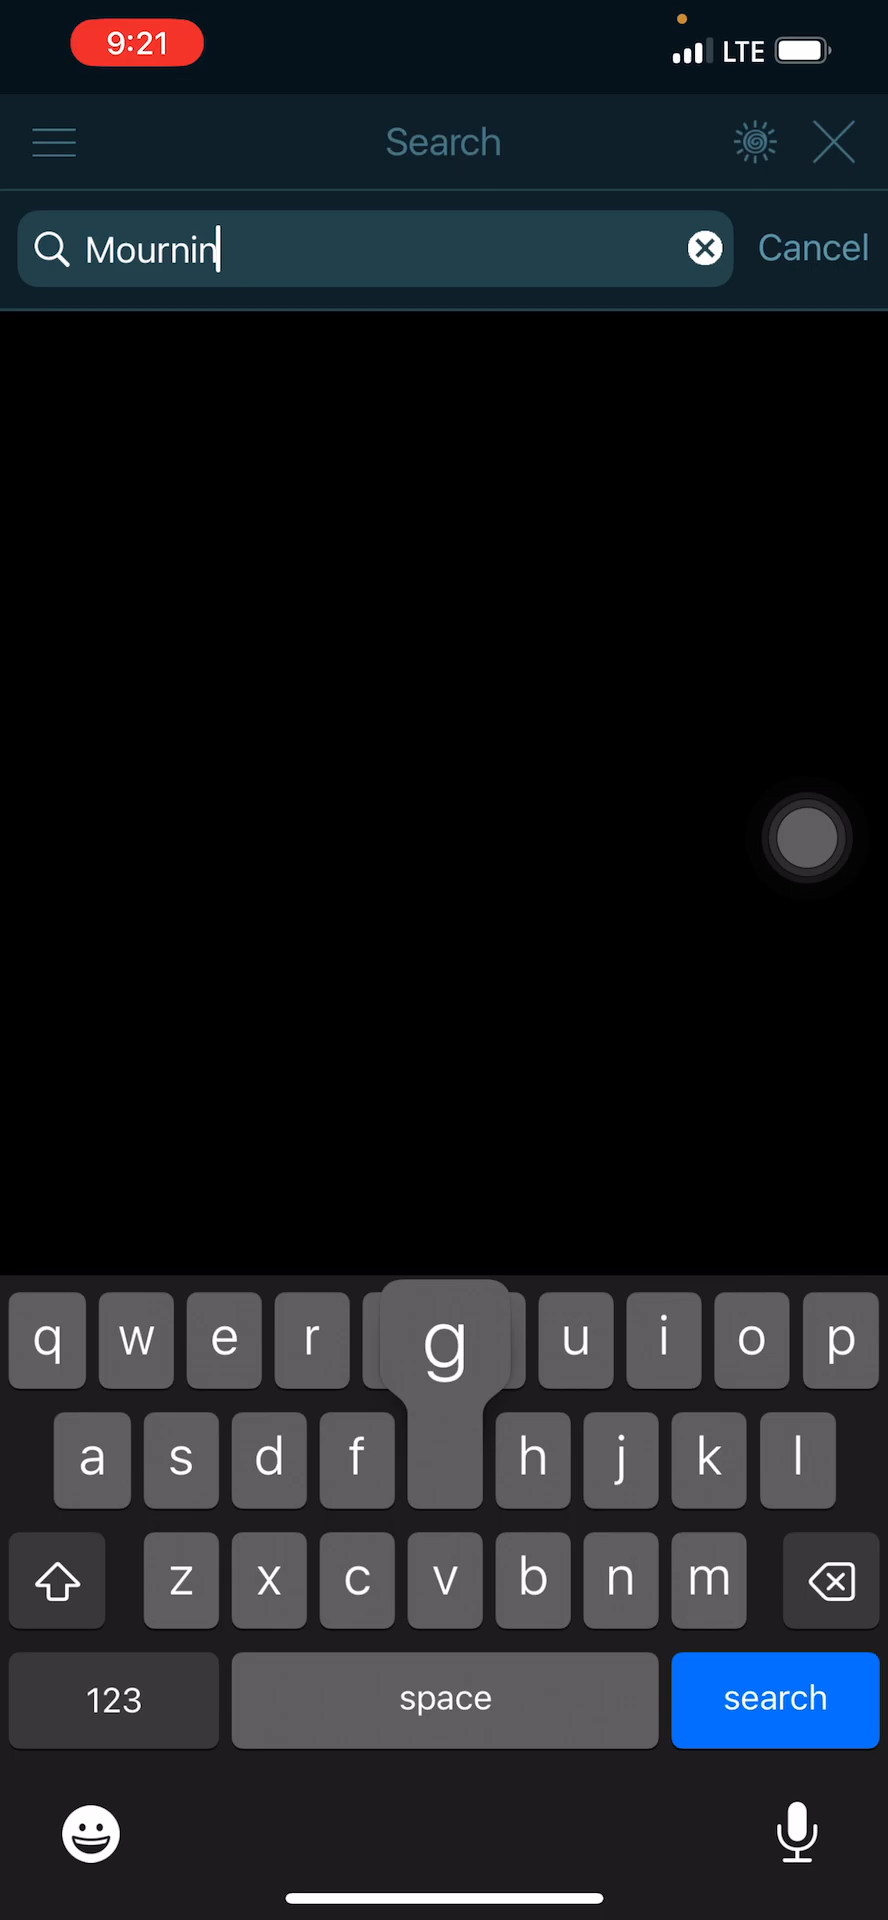 9:21 LTE
Search
Mournin Cancel
q w e r g u i o p
a s d f h j k l
z x c v b n m
123 space search